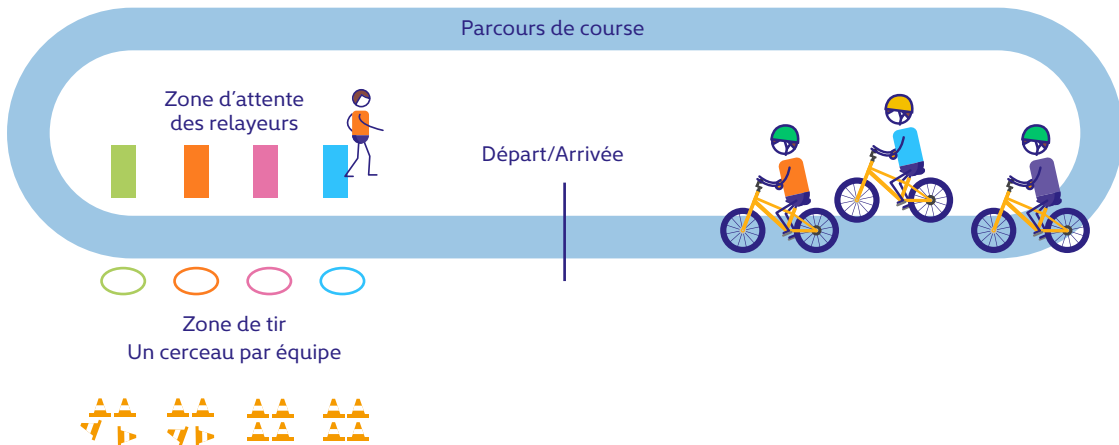 Parcours de course
Zone d'attente
des relayeurs
Départ/Arrivée
Zone de tir
Un cerceau par équipe